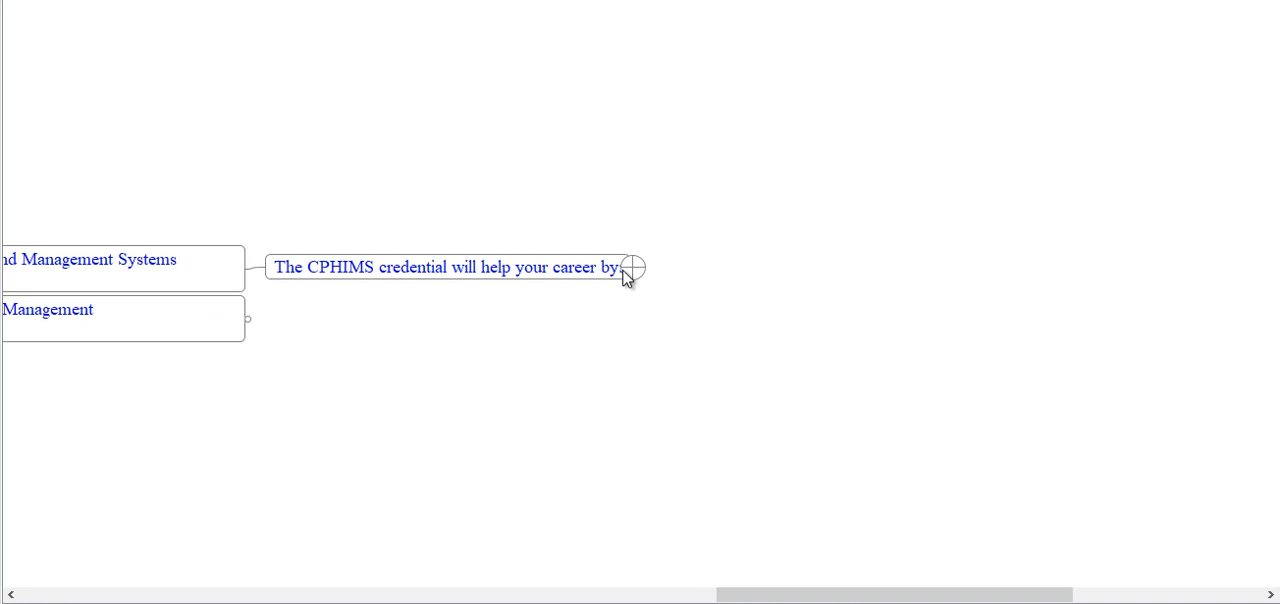 nd Management Systems
The CPHIMS credential will help your career by:
Management